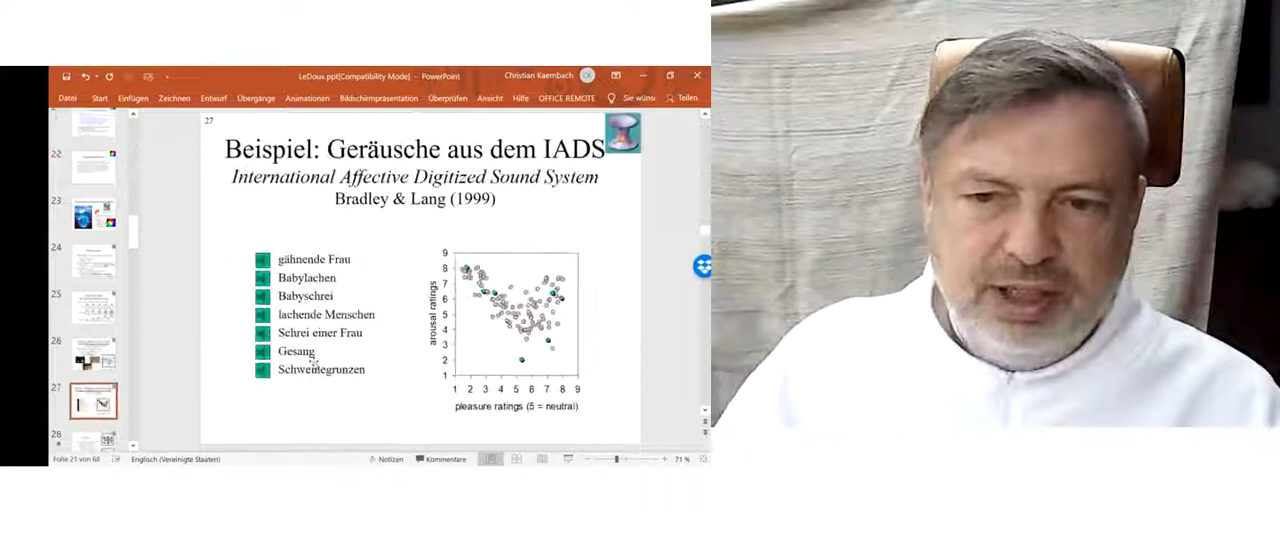 LeDoux.ppt[Compatibility Mode] - PowerPoint
Christian Kaernbach
Datei Start Einfügen Zeichnen Entwurf Übergänge Animationen Bildschirmpräsentation Überprüfen Ansicht Hilfe OFFICE REMOTE Sie wüns Teilen
22
23
24
25
26
27
28
27
Beispiel: Geräusche aus dem IADS
International Affective Digitized Sound System
Bradley & Lang (1999)
gähnende Frau
Babylachen
Babyschrei
lachende Menschen
Schrei einer Frau
Gesang
Schweinegrunzen
arousal ratings
9
8
7
6
5
4
3
2
1
1 2 3 4 5 6 7 8 9
pleasure ratings (5 = neutral)
Folie 21 von 68 Englisch (Vereinigte Staaten) Notizen Kommentare 71 %